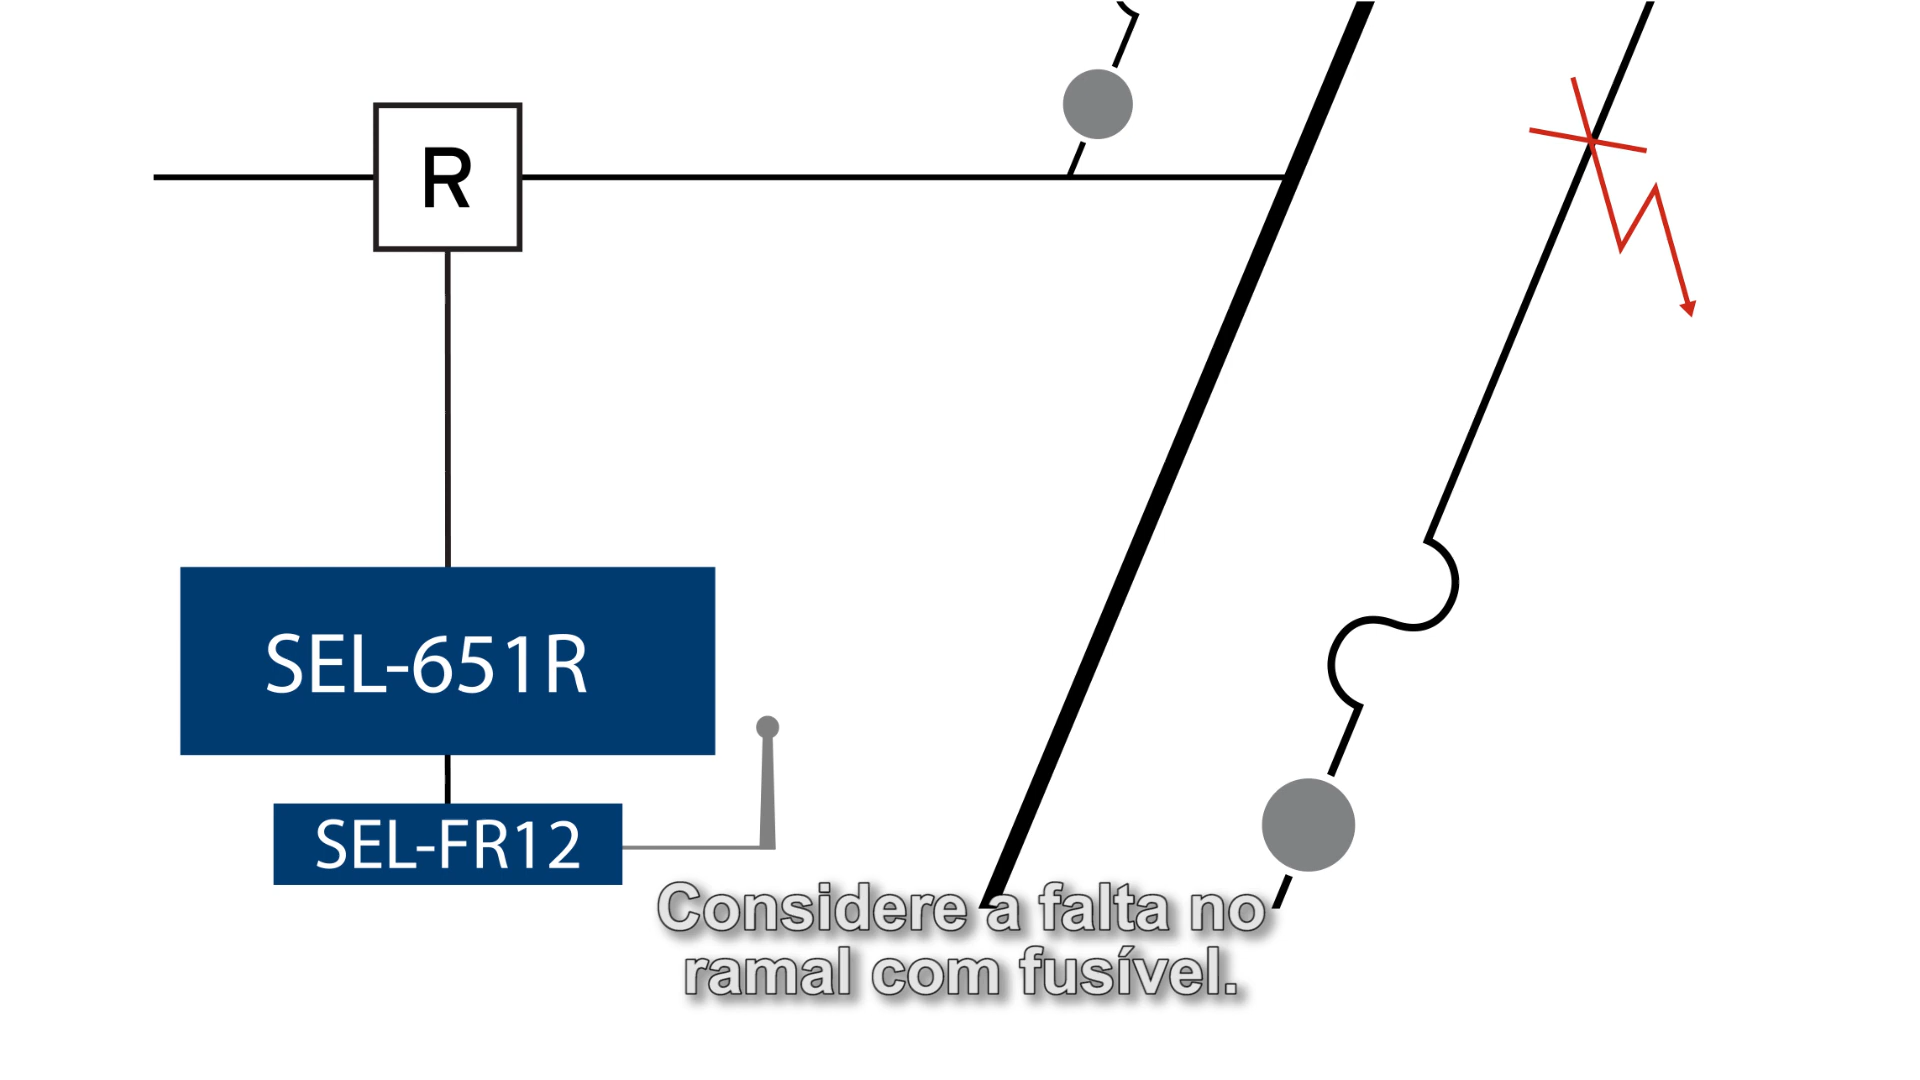 R
SEL-651R
SEL-FR12
Considere a falta no
ramal com fusível.